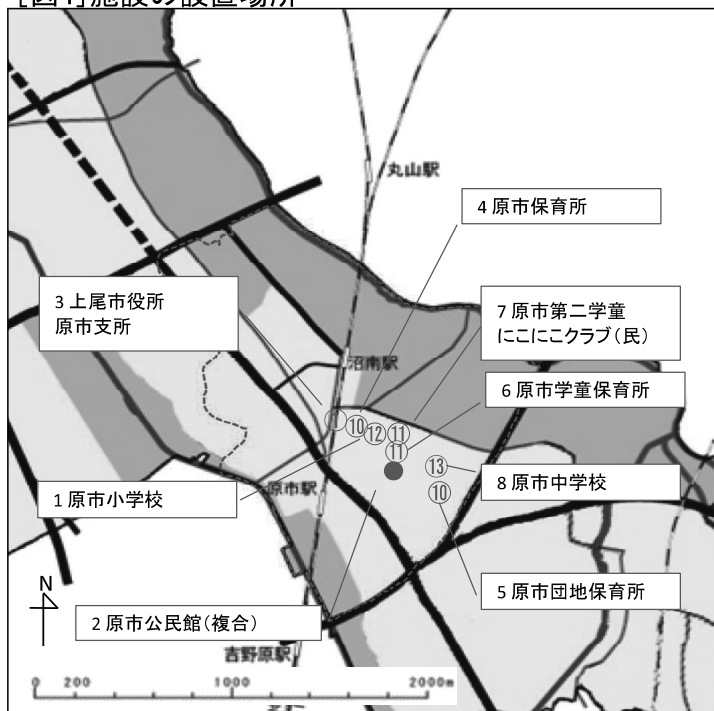 [図1]施設の設置場所
丸山駅
4 原市保育所
3 上尾市役所
原市支所
7 原市第二学童
にこにこクラブ(民)
沼南駅
6 原市学童保育所
①
⑩
⑫
⑪
⑪
⑬
8 原市中学校
⑩
1 原市小学校
原市駅
5 原市団地保育所
N
2 原市公民館(複合)
吉野原駅
0 200 1000 2000m